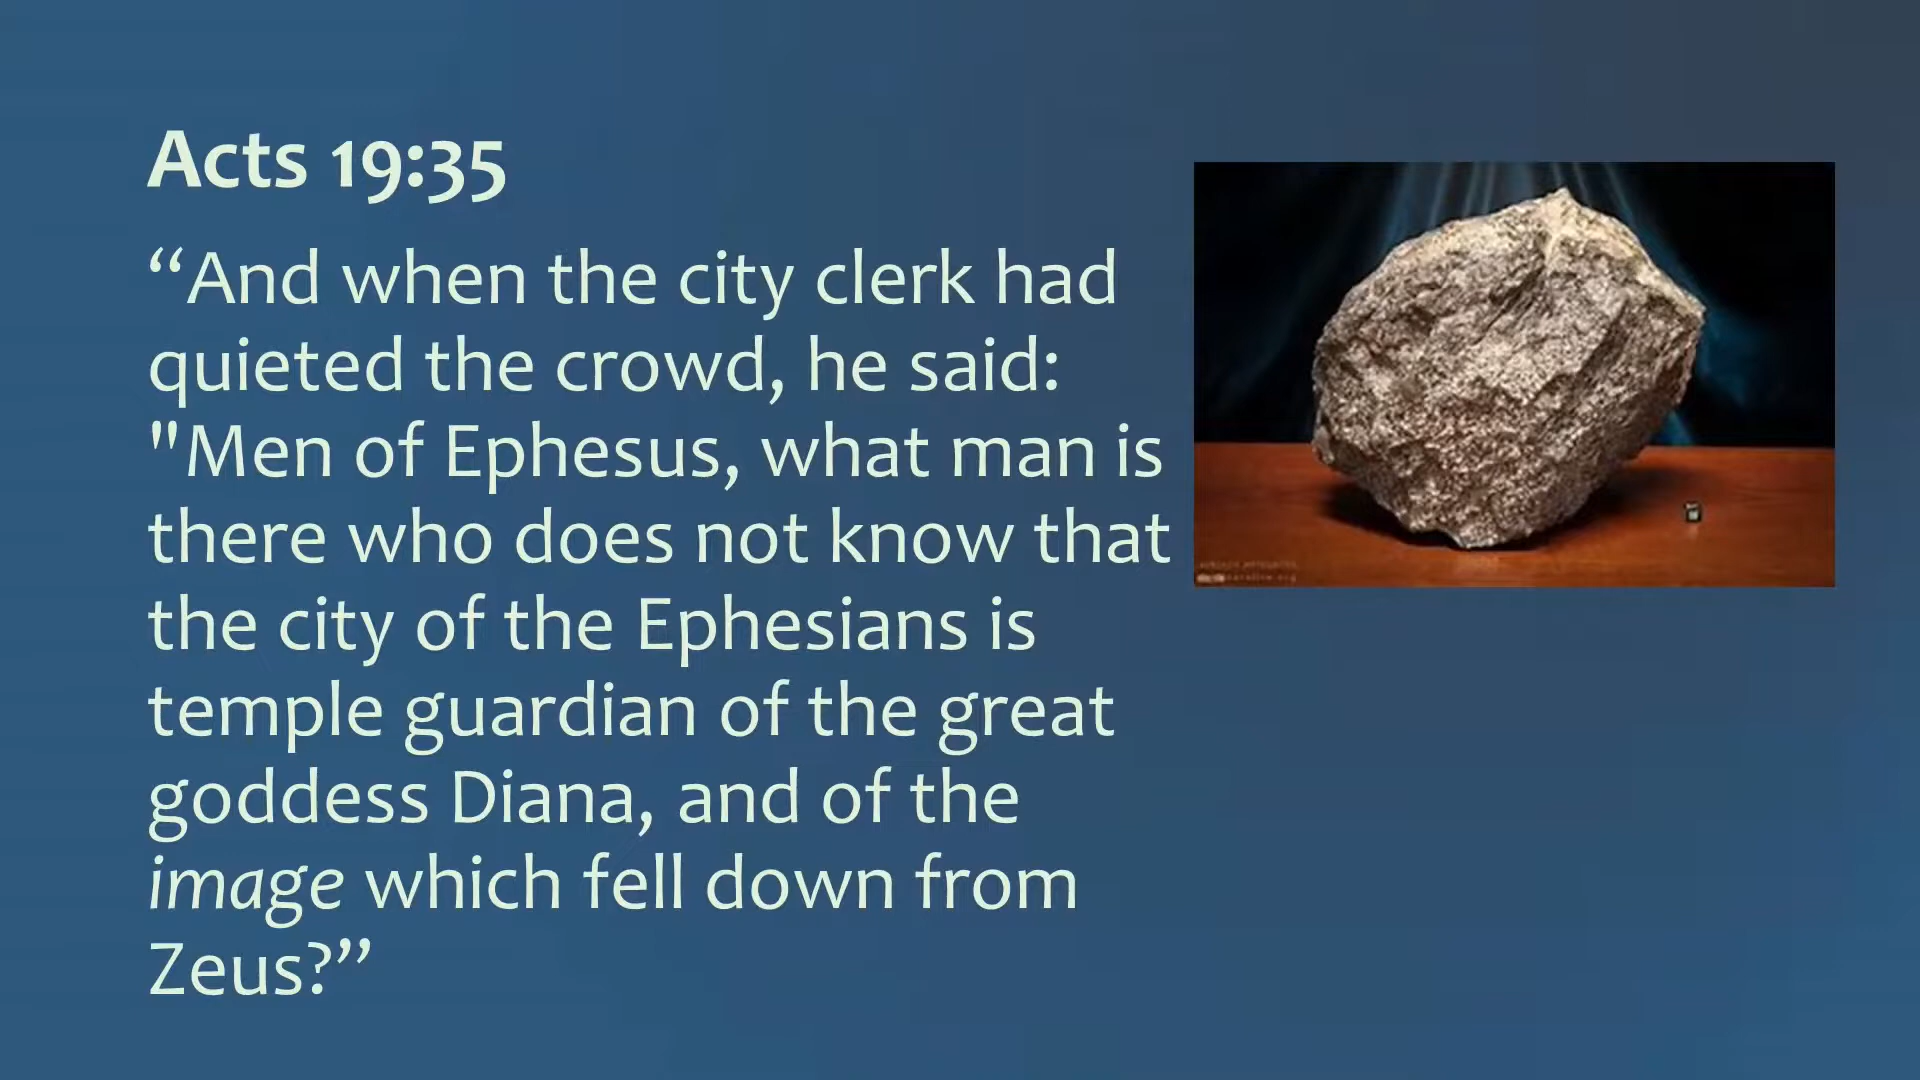 Acts 19:35
“And when the city clerk had
quieted the crowd, he said:
"Men of Ephesus, what man is
there who does not know that
the city of the Ephesians is
temple guardian of the great
goddess Diana, and of the
image which fell down from
Zeus?”